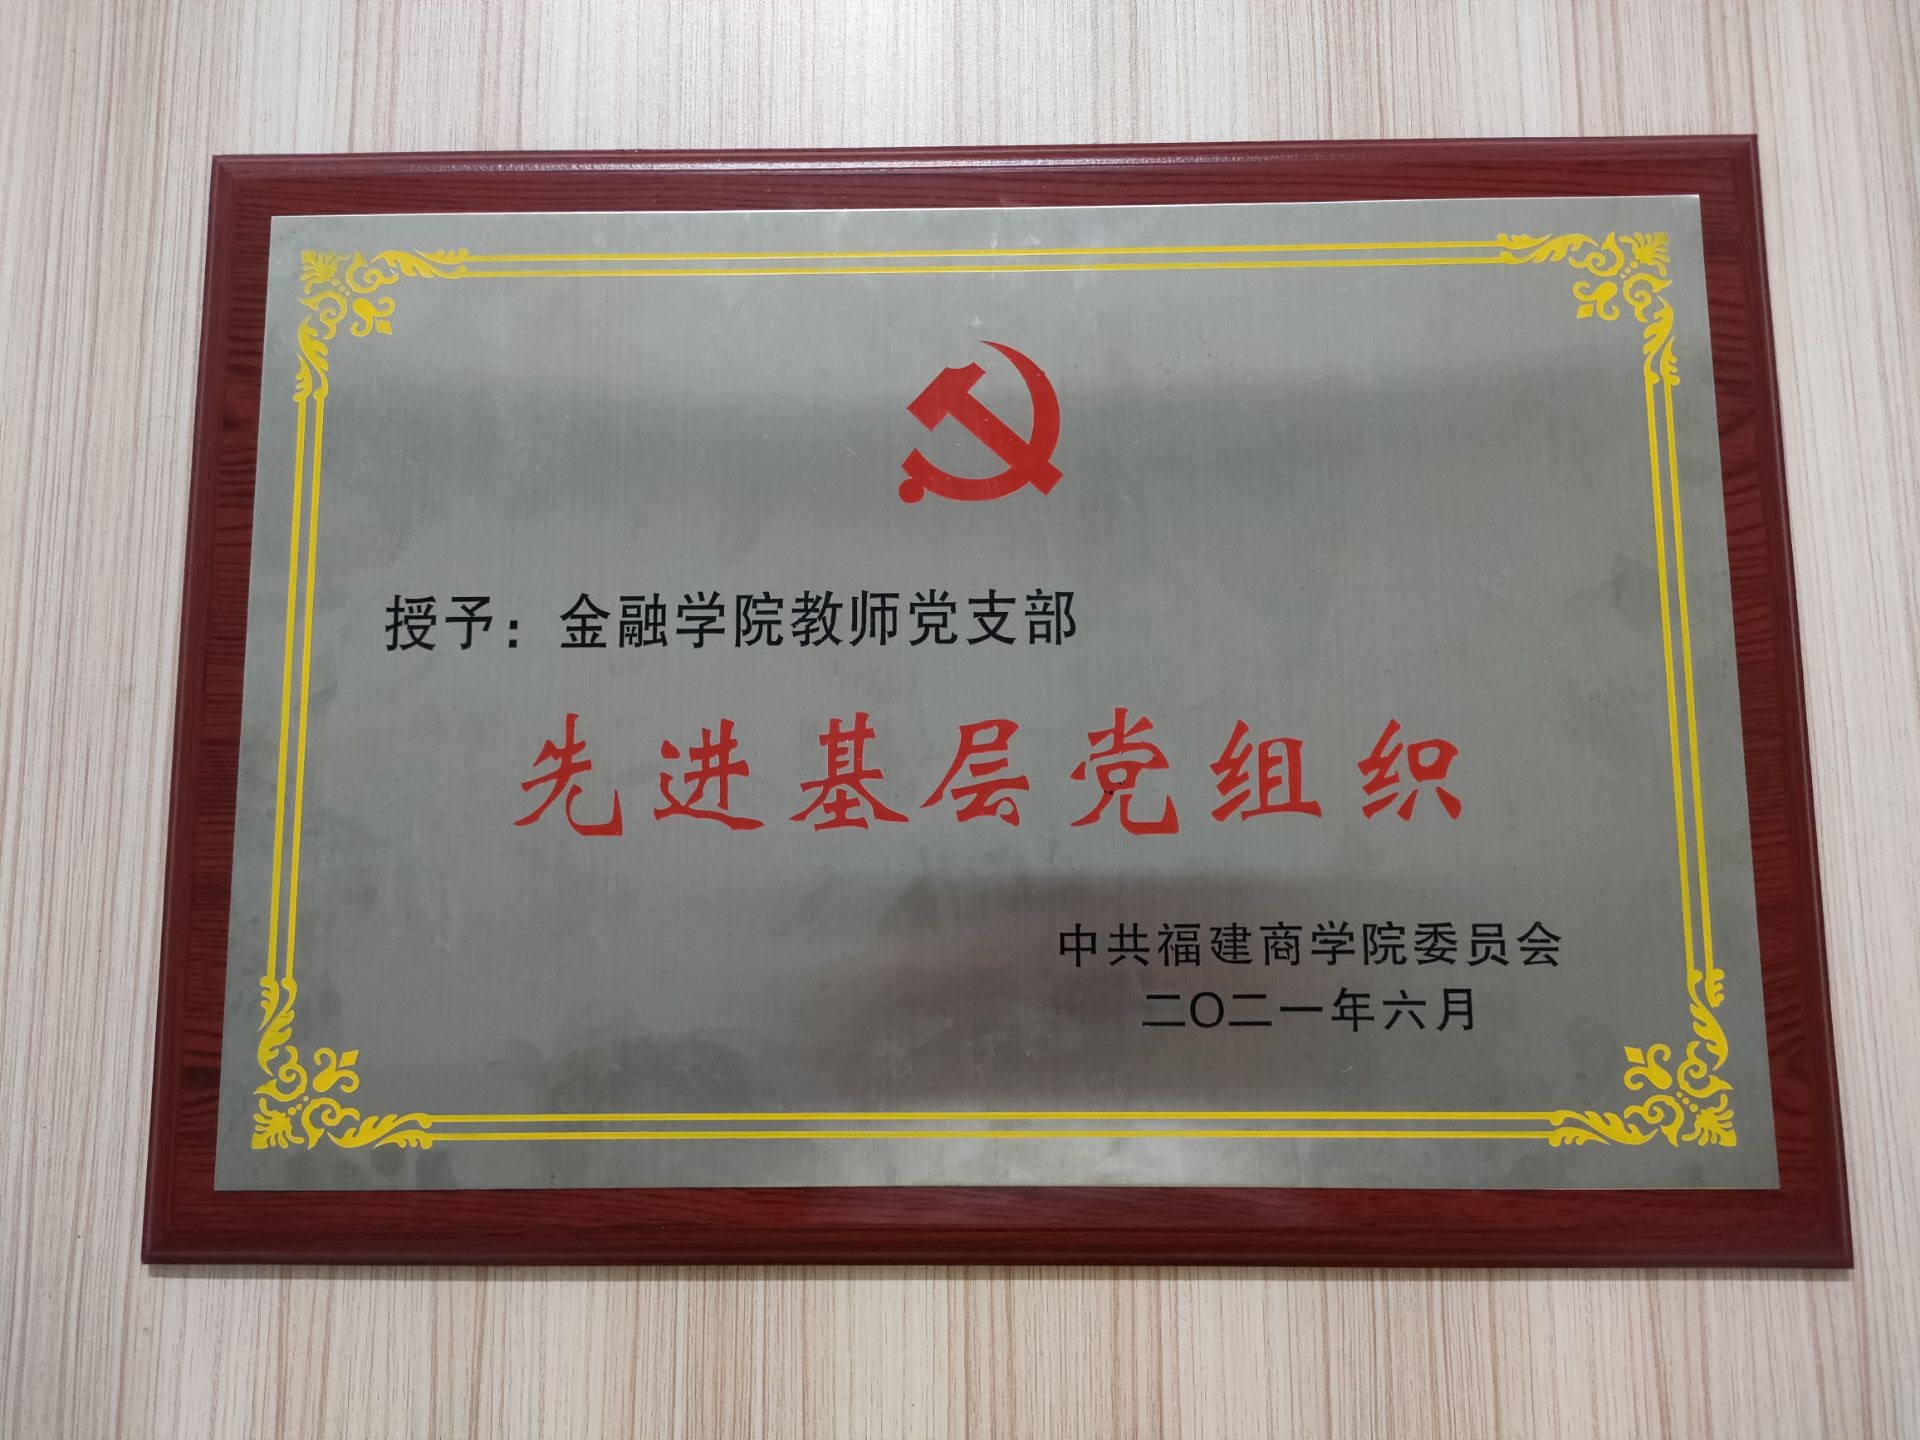 授予：金融学院教师党支部
先进基层党组织
中共福建商学院委员会
二〇二一年六月